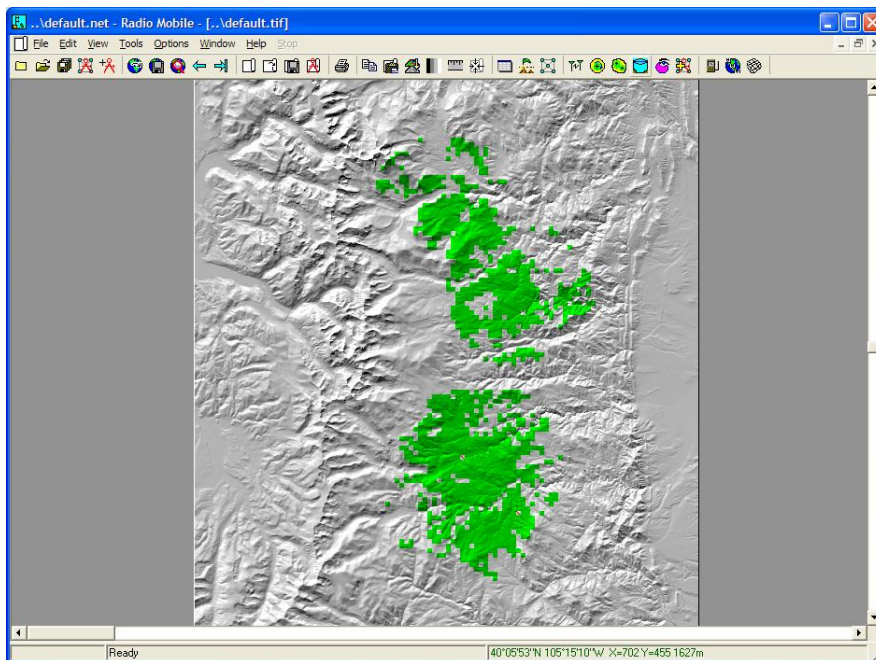 ..\default.net - Radio Mobile - [..\default.tif]
File Edit View Tools Options Window Help Stop
Ready 40°05'53"N 105°15'10"W X=702 Y=455 1627m